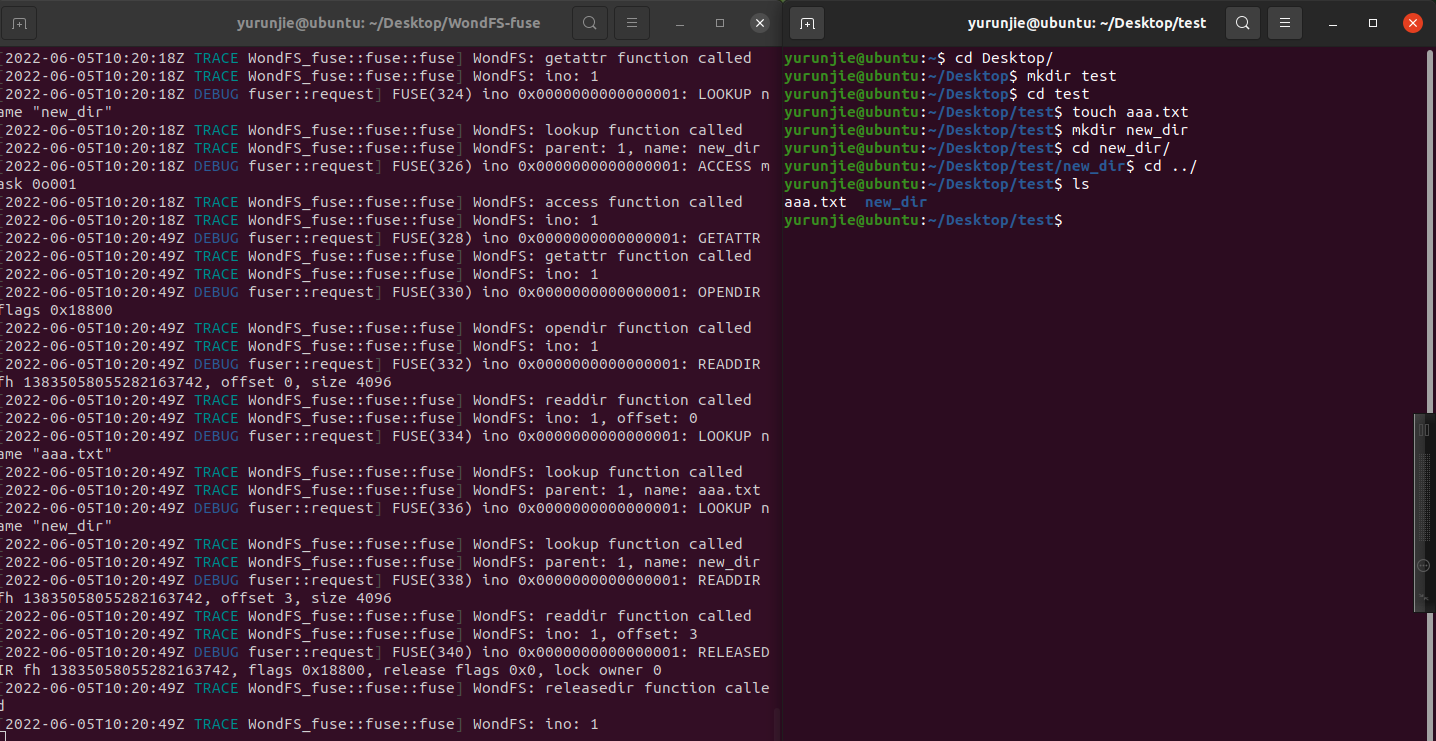 yurunjie@ubuntu: ~/Desktop/WondFS-fuse
[2022-06-05T10:20:18Z TRACE WondFS_fuse::fuse::fuse] WondFS: getattr function called
[2022-06-05T10:20:18Z TRACE WondFS_fuse::fuse::fuse] WondFS: ino: 1
[2022-06-05T10:20:18Z DEBUG fuser::request] FUSE(324) ino 0x0000000000000001: LOOKUP n
ame "new_dir"
[2022-06-05T10:20:18Z TRACE WondFS_fuse::fuse::fuse] WondFS: lookup function called
[2022-06-05T10:20:18Z TRACE WondFS_fuse::fuse::fuse] WondFS: parent: 1, name: new_dir
[2022-06-05T10:20:18Z DEBUG fuser::request] FUSE(326) ino 0x0000000000000001: ACCESS m
ask 0o001
[2022-06-05T10:20:18Z TRACE WondFS_fuse::fuse::fuse] WondFS: access function called
[2022-06-05T10:20:18Z TRACE WondFS_fuse::fuse::fuse] WondFS: ino: 1
[2022-06-05T10:20:49Z DEBUG fuser::request] FUSE(328) ino 0x0000000000000001: GETATTR
[2022-06-05T10:20:49Z TRACE WondFS_fuse::fuse::fuse] WondFS: getattr function called
[2022-06-05T10:20:49Z TRACE WondFS_fuse::fuse::fuse] WondFS: ino: 1
[2022-06-05T10:20:49Z DEBUG fuser::request] FUSE(330) ino 0x0000000000000001: OPENDIR
flags 0x18800
[2022-06-05T10:20:49Z TRACE WondFS_fuse::fuse::fuse] WondFS: opendir function called
[2022-06-05T10:20:49Z TRACE WondFS_fuse::fuse::fuse] WondFS: ino: 1
[2022-06-05T10:20:49Z DEBUG fuser::request] FUSE(332) ino 0x0000000000000001: READDIR
fh 13835058055282163742, offset 0, size 4096
[2022-06-05T10:20:49Z TRACE WondFS_fuse::fuse::fuse] WondFS: readdir function called
[2022-06-05T10:20:49Z TRACE WondFS_fuse::fuse::fuse] WondFS: ino: 1, offset: 0
[2022-06-05T10:20:49Z DEBUG fuser::request] FUSE(334) ino 0x0000000000000001: LOOKUP n
ame "aaa.txt"
[2022-06-05T10:20:49Z TRACE WondFS_fuse::fuse::fuse] WondFS: lookup function called
[2022-06-05T10:20:49Z TRACE WondFS_fuse::fuse::fuse] WondFS: parent: 1, name: aaa.txt
[2022-06-05T10:20:49Z DEBUG fuser::request] FUSE(336) ino 0x0000000000000001: LOOKUP n
ame "new_dir"
[2022-06-05T10:20:49Z TRACE WondFS_fuse::fuse::fuse] WondFS: lookup function called
[2022-06-05T10:20:49Z TRACE WondFS_fuse::fuse::fuse] WondFS: parent: 1, name: new_dir
[2022-06-05T10:20:49Z DEBUG fuser::request] FUSE(338) ino 0x0000000000000001: READDIR
fh 13835058055282163742, offset 3, size 4096
[2022-06-05T10:20:49Z TRACE WondFS_fuse::fuse::fuse] WondFS: readdir function called
[2022-06-05T10:20:49Z TRACE WondFS_fuse::fuse::fuse] WondFS: ino: 1, offset: 3
[2022-06-05T10:20:49Z DEBUG fuser::request] FUSE(340) ino 0x0000000000000001: RELEASED
IR fh 13835058055282163742, flags 0x18800, release flags 0x0, lock owner 0
[2022-06-05T10:20:49Z TRACE WondFS_fuse::fuse::fuse] WondFS: releasedir function calle
d
[2022-06-05T10:20:49Z TRACE WondFS_fuse::fuse::fuse] WondFS: ino: 1
yurunjie@ubuntu: ~/Desktop/test
yurunjie@ubuntu:~$ cd Desktop/
yurunjie@ubuntu:~/Desktop$ mkdir test
yurunjie@ubuntu:~/Desktop$ cd test
yurunjie@ubuntu:~/Desktop/test$ touch aaa.txt
yurunjie@ubuntu:~/Desktop/test$ mkdir new_dir
yurunjie@ubuntu:~/Desktop/test$ cd new_dir/
yurunjie@ubuntu:~/Desktop/test/new_dir$ cd ../
yurunjie@ubuntu:~/Desktop/test$ ls
aaa.txt  new_dir
yurunjie@ubuntu:~/Desktop/test$